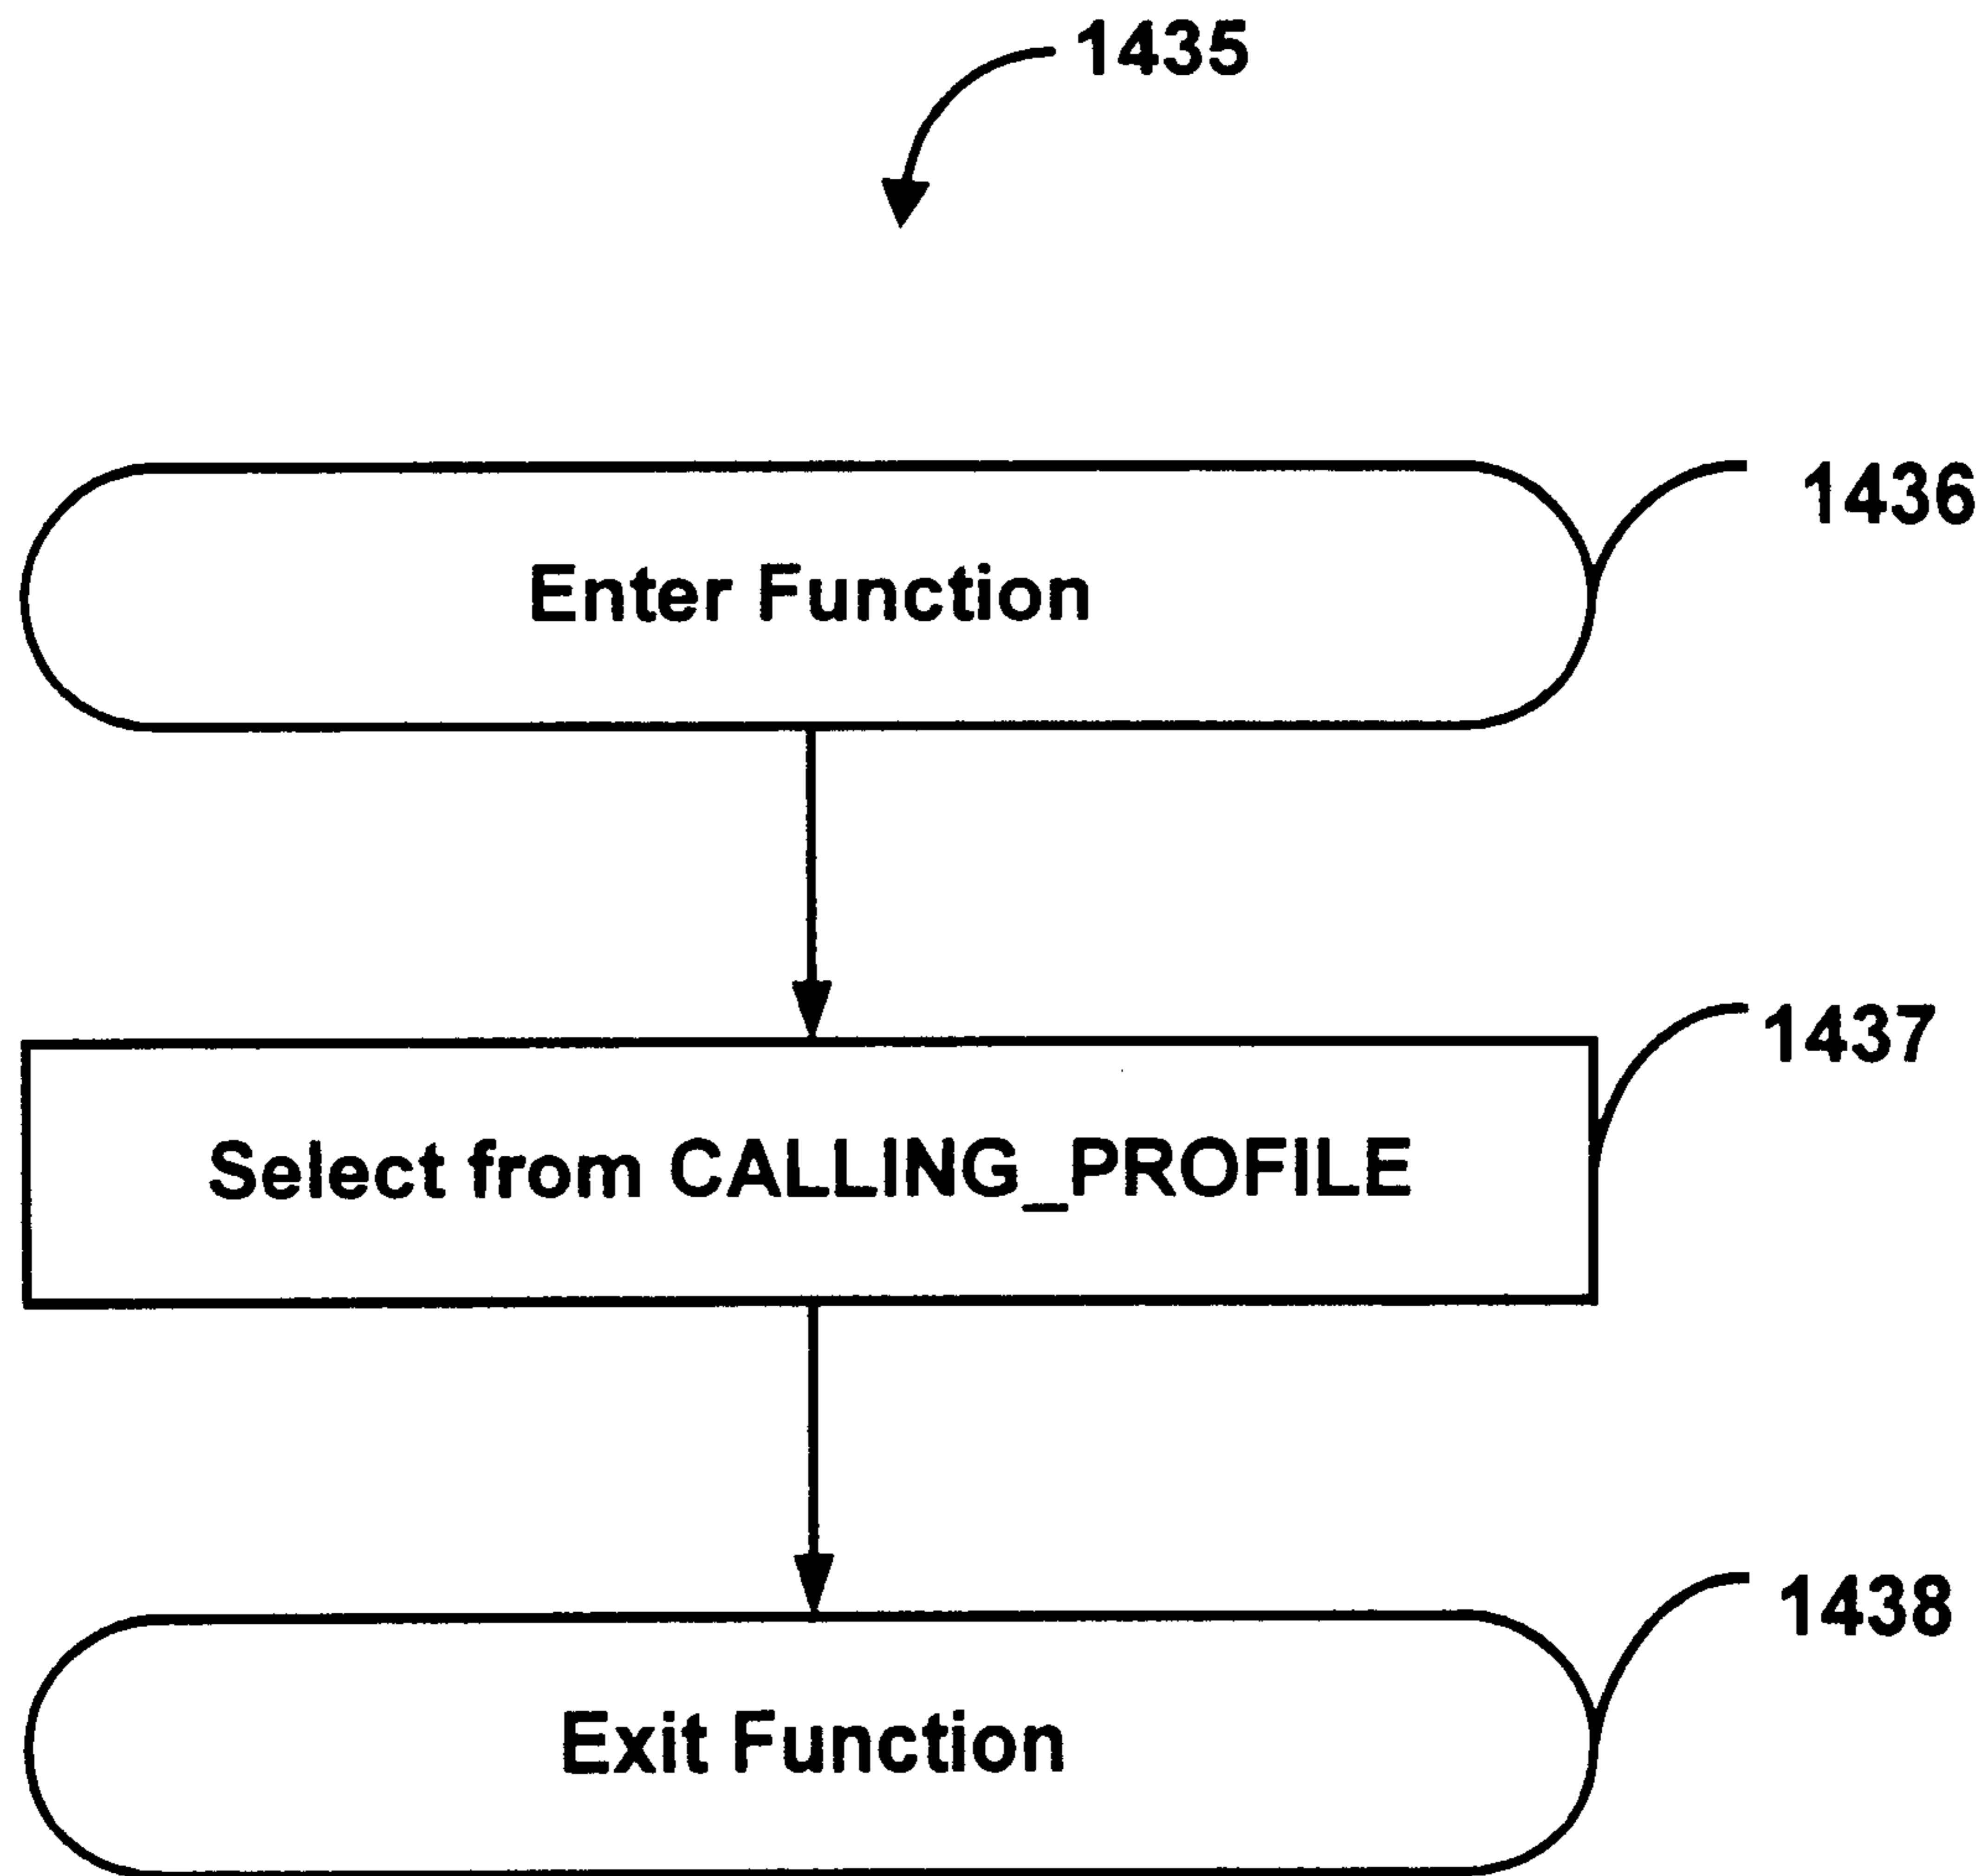 1435
1436
Enter Function
1437
Select from CALLING_PROFILE
1438
Exit Function